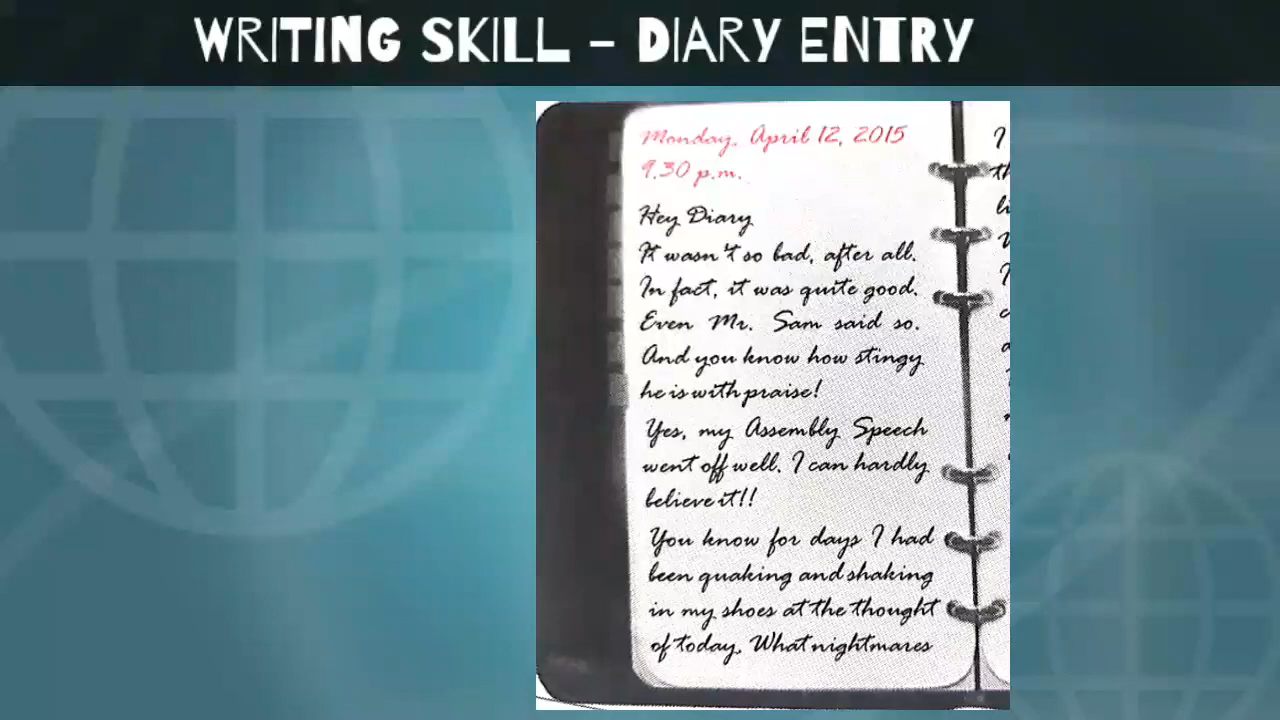 WRITING SKILL – DIARY ENTRY
Monday, April 12, 2015
9.30 p.m.
Hey Diary
It wasn't so bad, after all.
In fact, it was quite good.
Even Mr. Sam said so.
And you know how stingy
he is with praise!
Yes, my Assembly Speech
went off well. I can hardly
believe it!!
You know for days I had
been quaking and shaking
in my shoes at the thought
of today. What nightmares
I